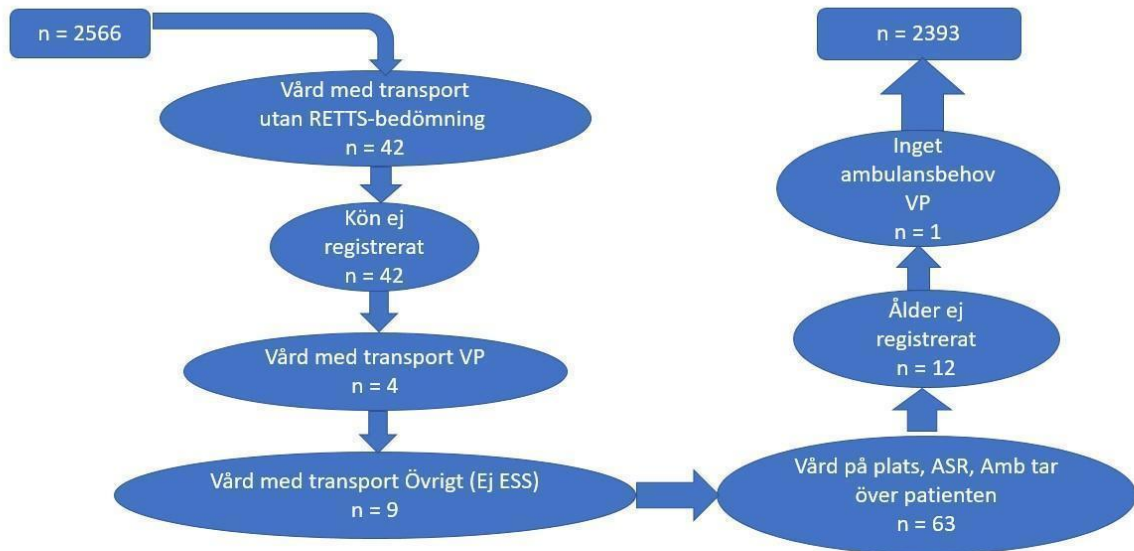 n = 2566
Vård med transport
utan RETTS-bedömning
n = 42
Kön ej
registrerat
n = 42
Vård med transport VP
n = 4
Vård med transport Övrigt (Ej ESS)
n = 9
Vård på plats, ASR, Amb tar
över patienten
n = 63
Ålder ej
registrerat
n = 12
Inget
ambulansbehov
VP
n = 1
n = 2393